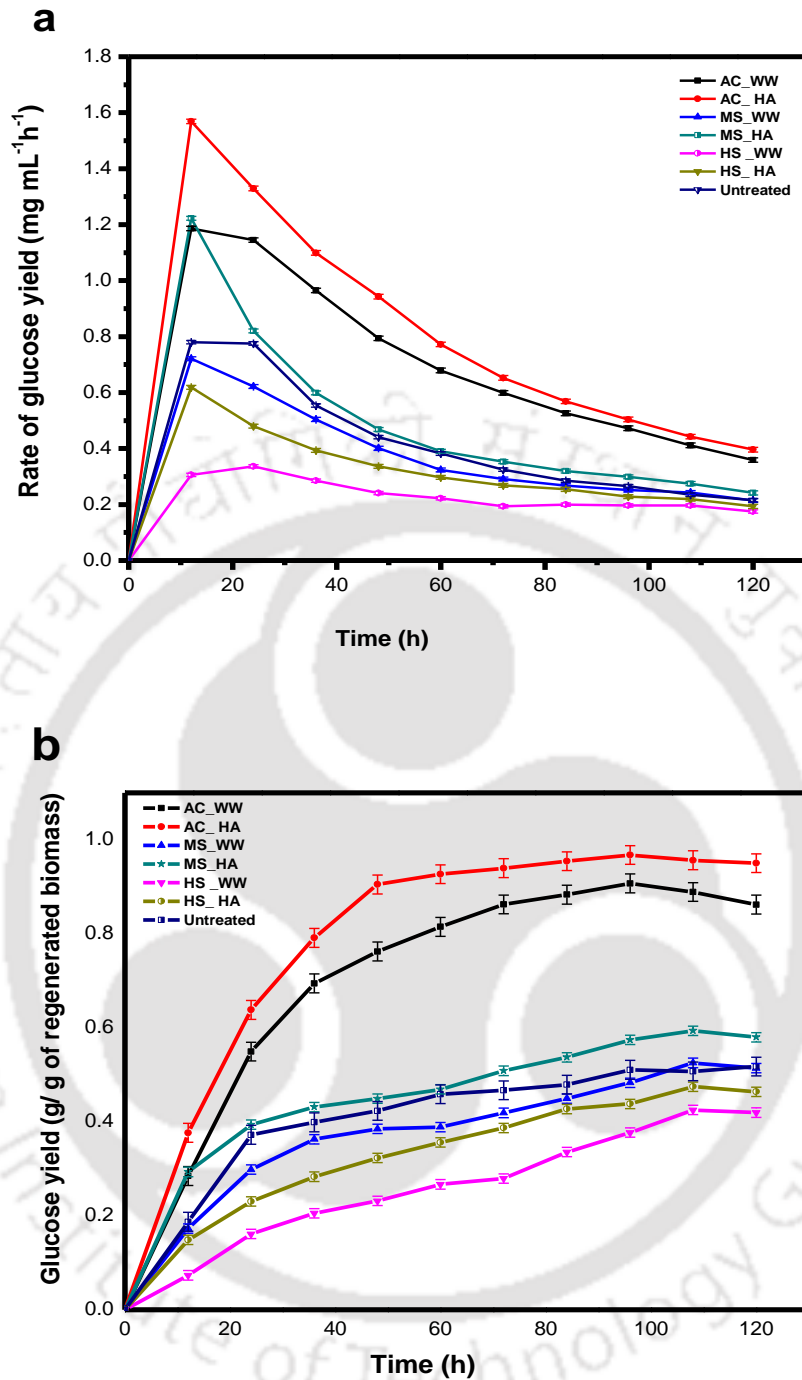 a
Rate of glucose yield (mg mL⁻¹h⁻¹)
1.8
1.6
1.4
1.2
1.0
0.8
0.6
0.4
0.2
0.0
AC_WW
AC_ HA
MS_WW
MS_HA
HS _WW
HS_ HA
Untreated
0 20 40 60 80 100 120
Time (h)
b
Glucose yield (g/ g of regenerated biomass)
1.0
0.8
0.6
0.4
0.2
0.0
AC_WW
AC_ HA
MS_WW
MS_HA
HS _WW
HS_ HA
Untreated
0 20 40 60 80 100 120
Time (h)
Institute of Technology G